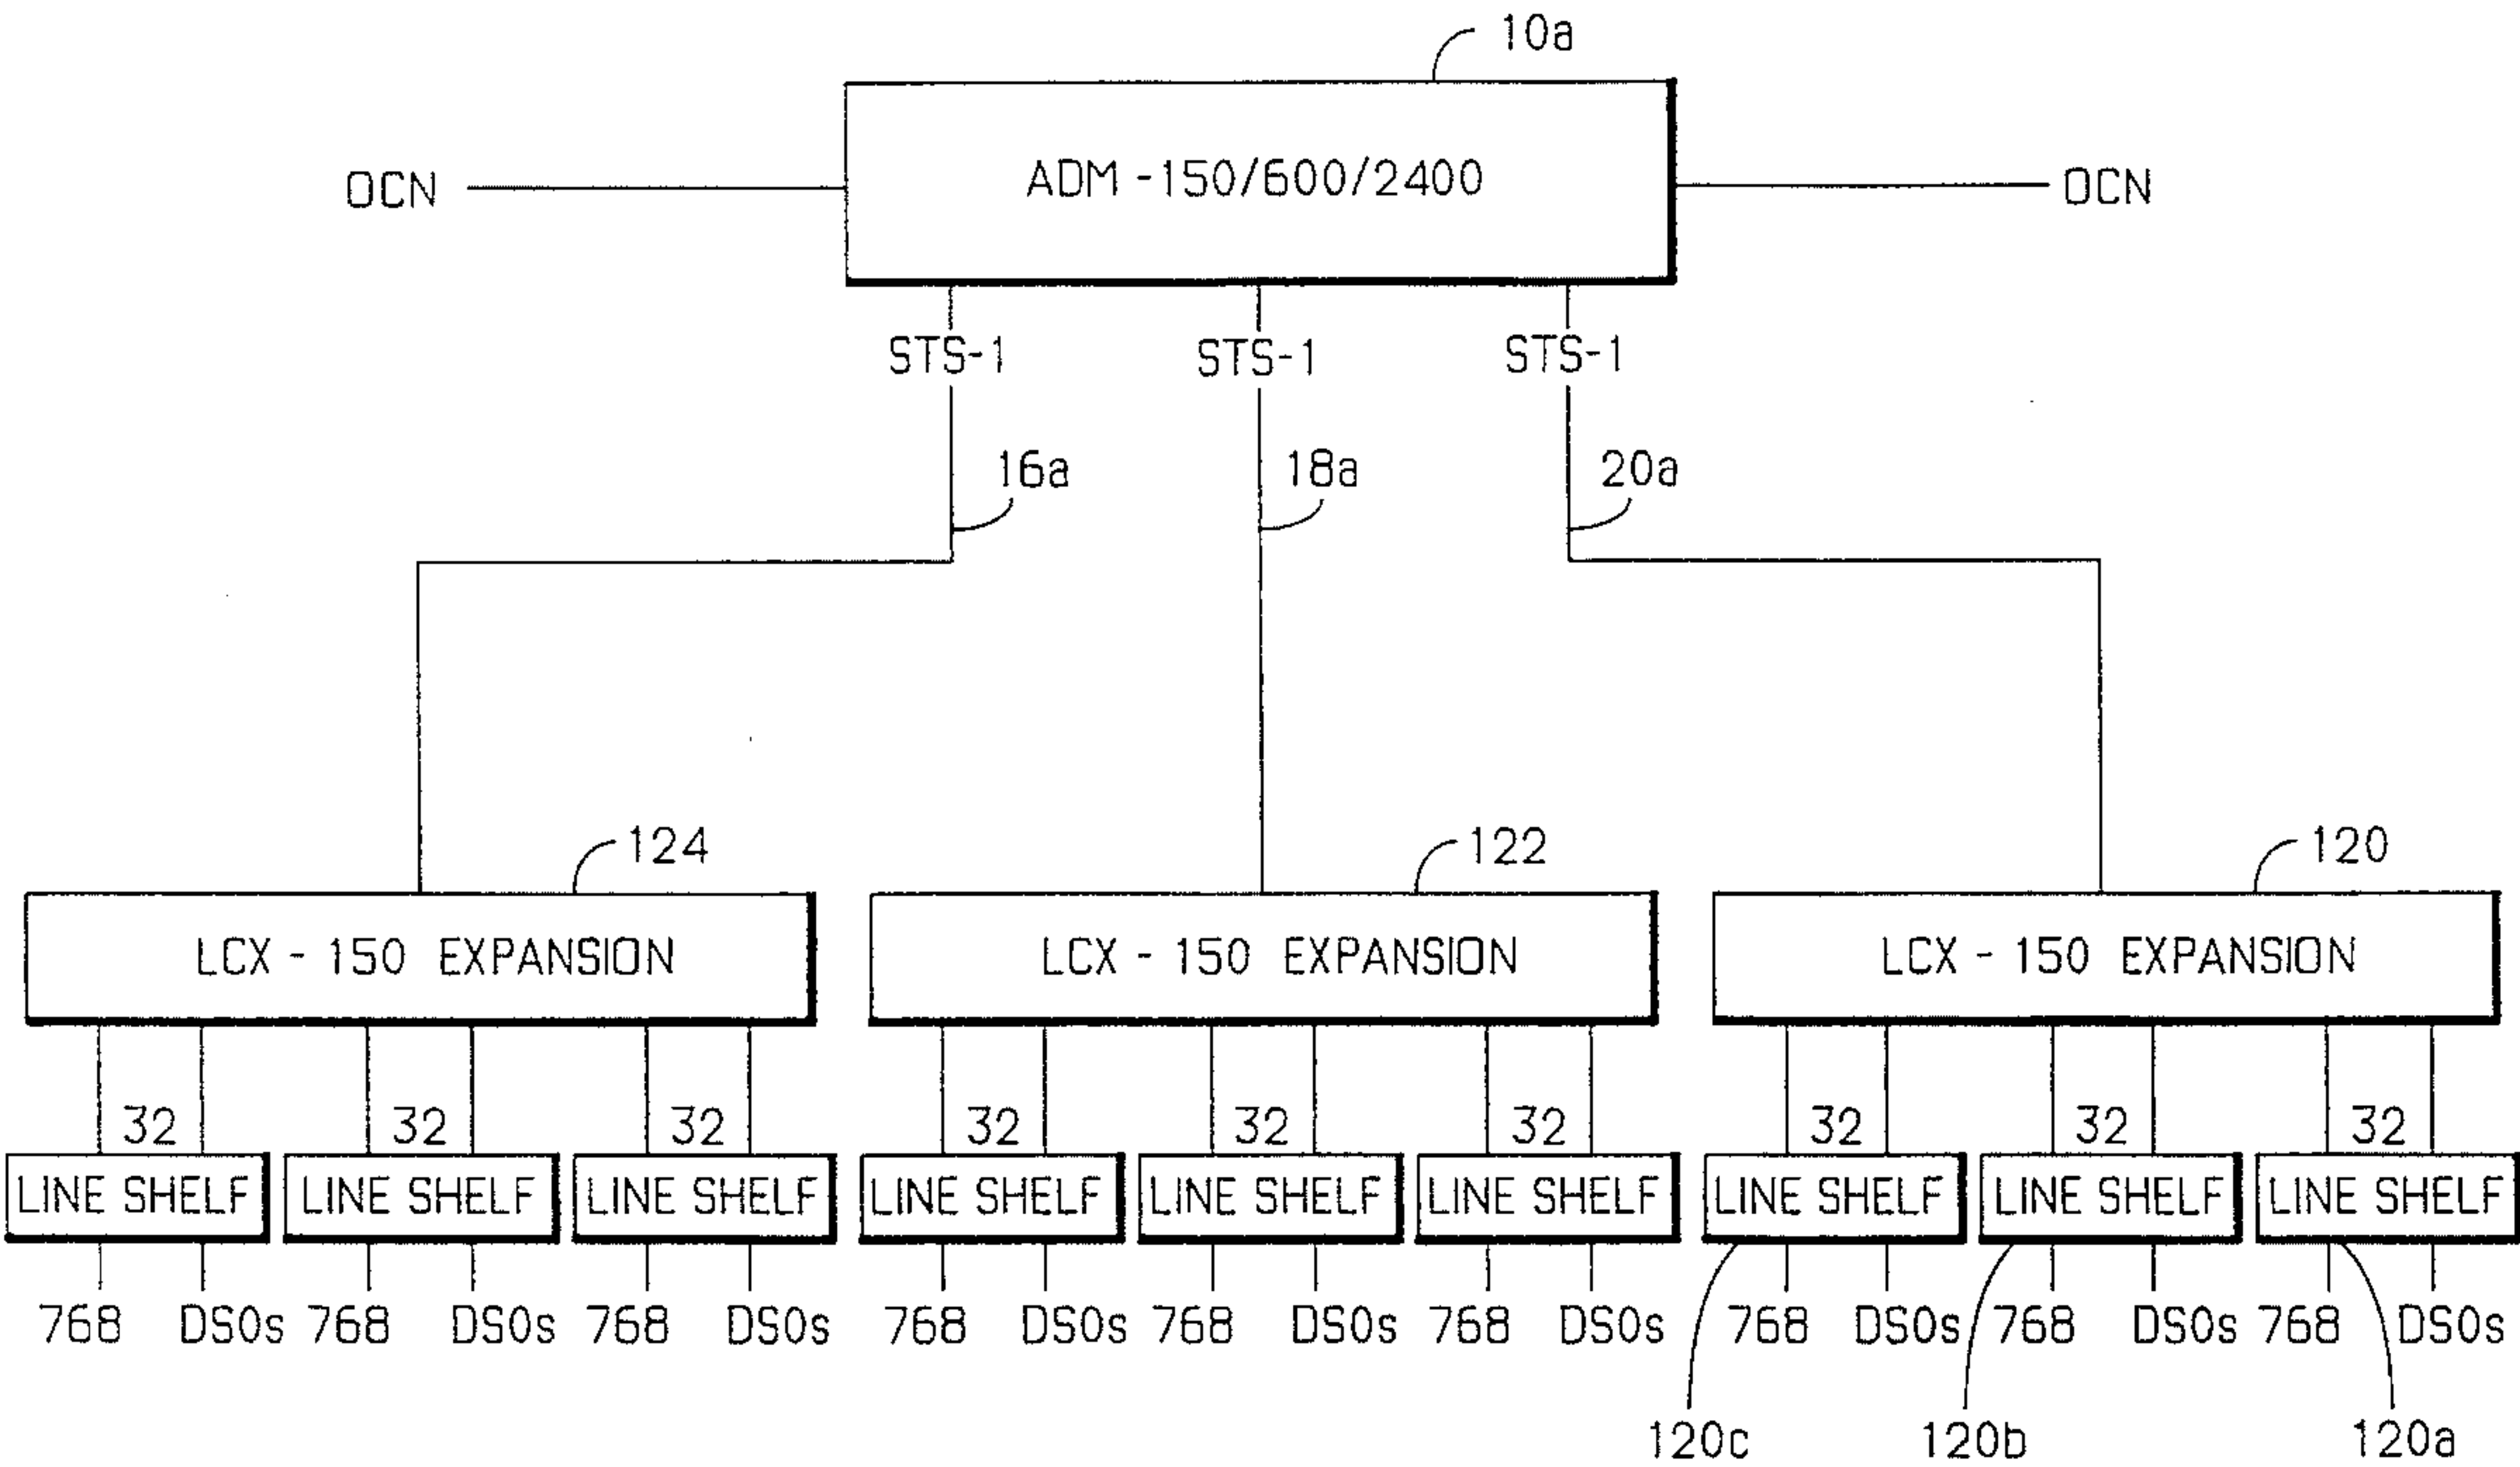 10a
OCN ADM -150/600/2400 OCN
STS-1 STS-1 STS-1
16a 18a 20a
124 122 120
LCX - 150 EXPANSION LCX - 150 EXPANSION LCX - 150 EXPANSION
32 32 32 32 32 32 32 32 32
LINE SHELF LINE SHELF LINE SHELF LINE SHELF LINE SHELF LINE SHELF LINE SHELF LINE SHELF LINE SHELF
768 DS0s 768 DS0s 768 DS0s 768 DS0s 768 DS0s 768 DS0s 768 DS0s 768 DS0s 768 DS0s
120c 120b 120a